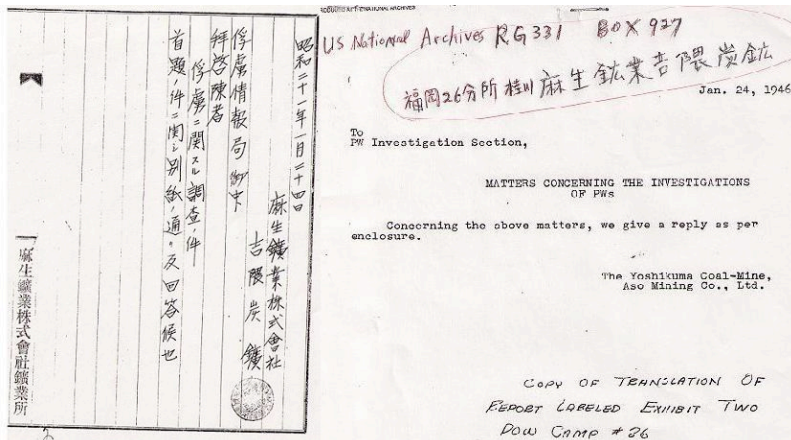 昭和二十一年一月二十四日
麻生鑛業株式會社
吉隈炭鑛
俘虜情報局御中
拝啓陳者
俘虜ニ関スル調査ノ件
首題ノ件ニ関シ別紙ノ通リ及回答候也
麻生鑛業株式會社鑛業所
US National Archives RG 331 BOX 927
福岡26分所 桂川 麻生鉱業吉隈炭鉱
Jan. 24, 1946
To
PW Investigation Section,
MATTERS CONCERNING THE INVESTIGATIONS
OF PWs
Concerning the above matters, we give a reply as per
enclosure.
The Yoshikuma Coal-Mine,
Aso Mining Co., Ltd.
COPY OF TRANSLATION OF
REPORT LABELED EXHIBIT TWO
POW CAMP # 26